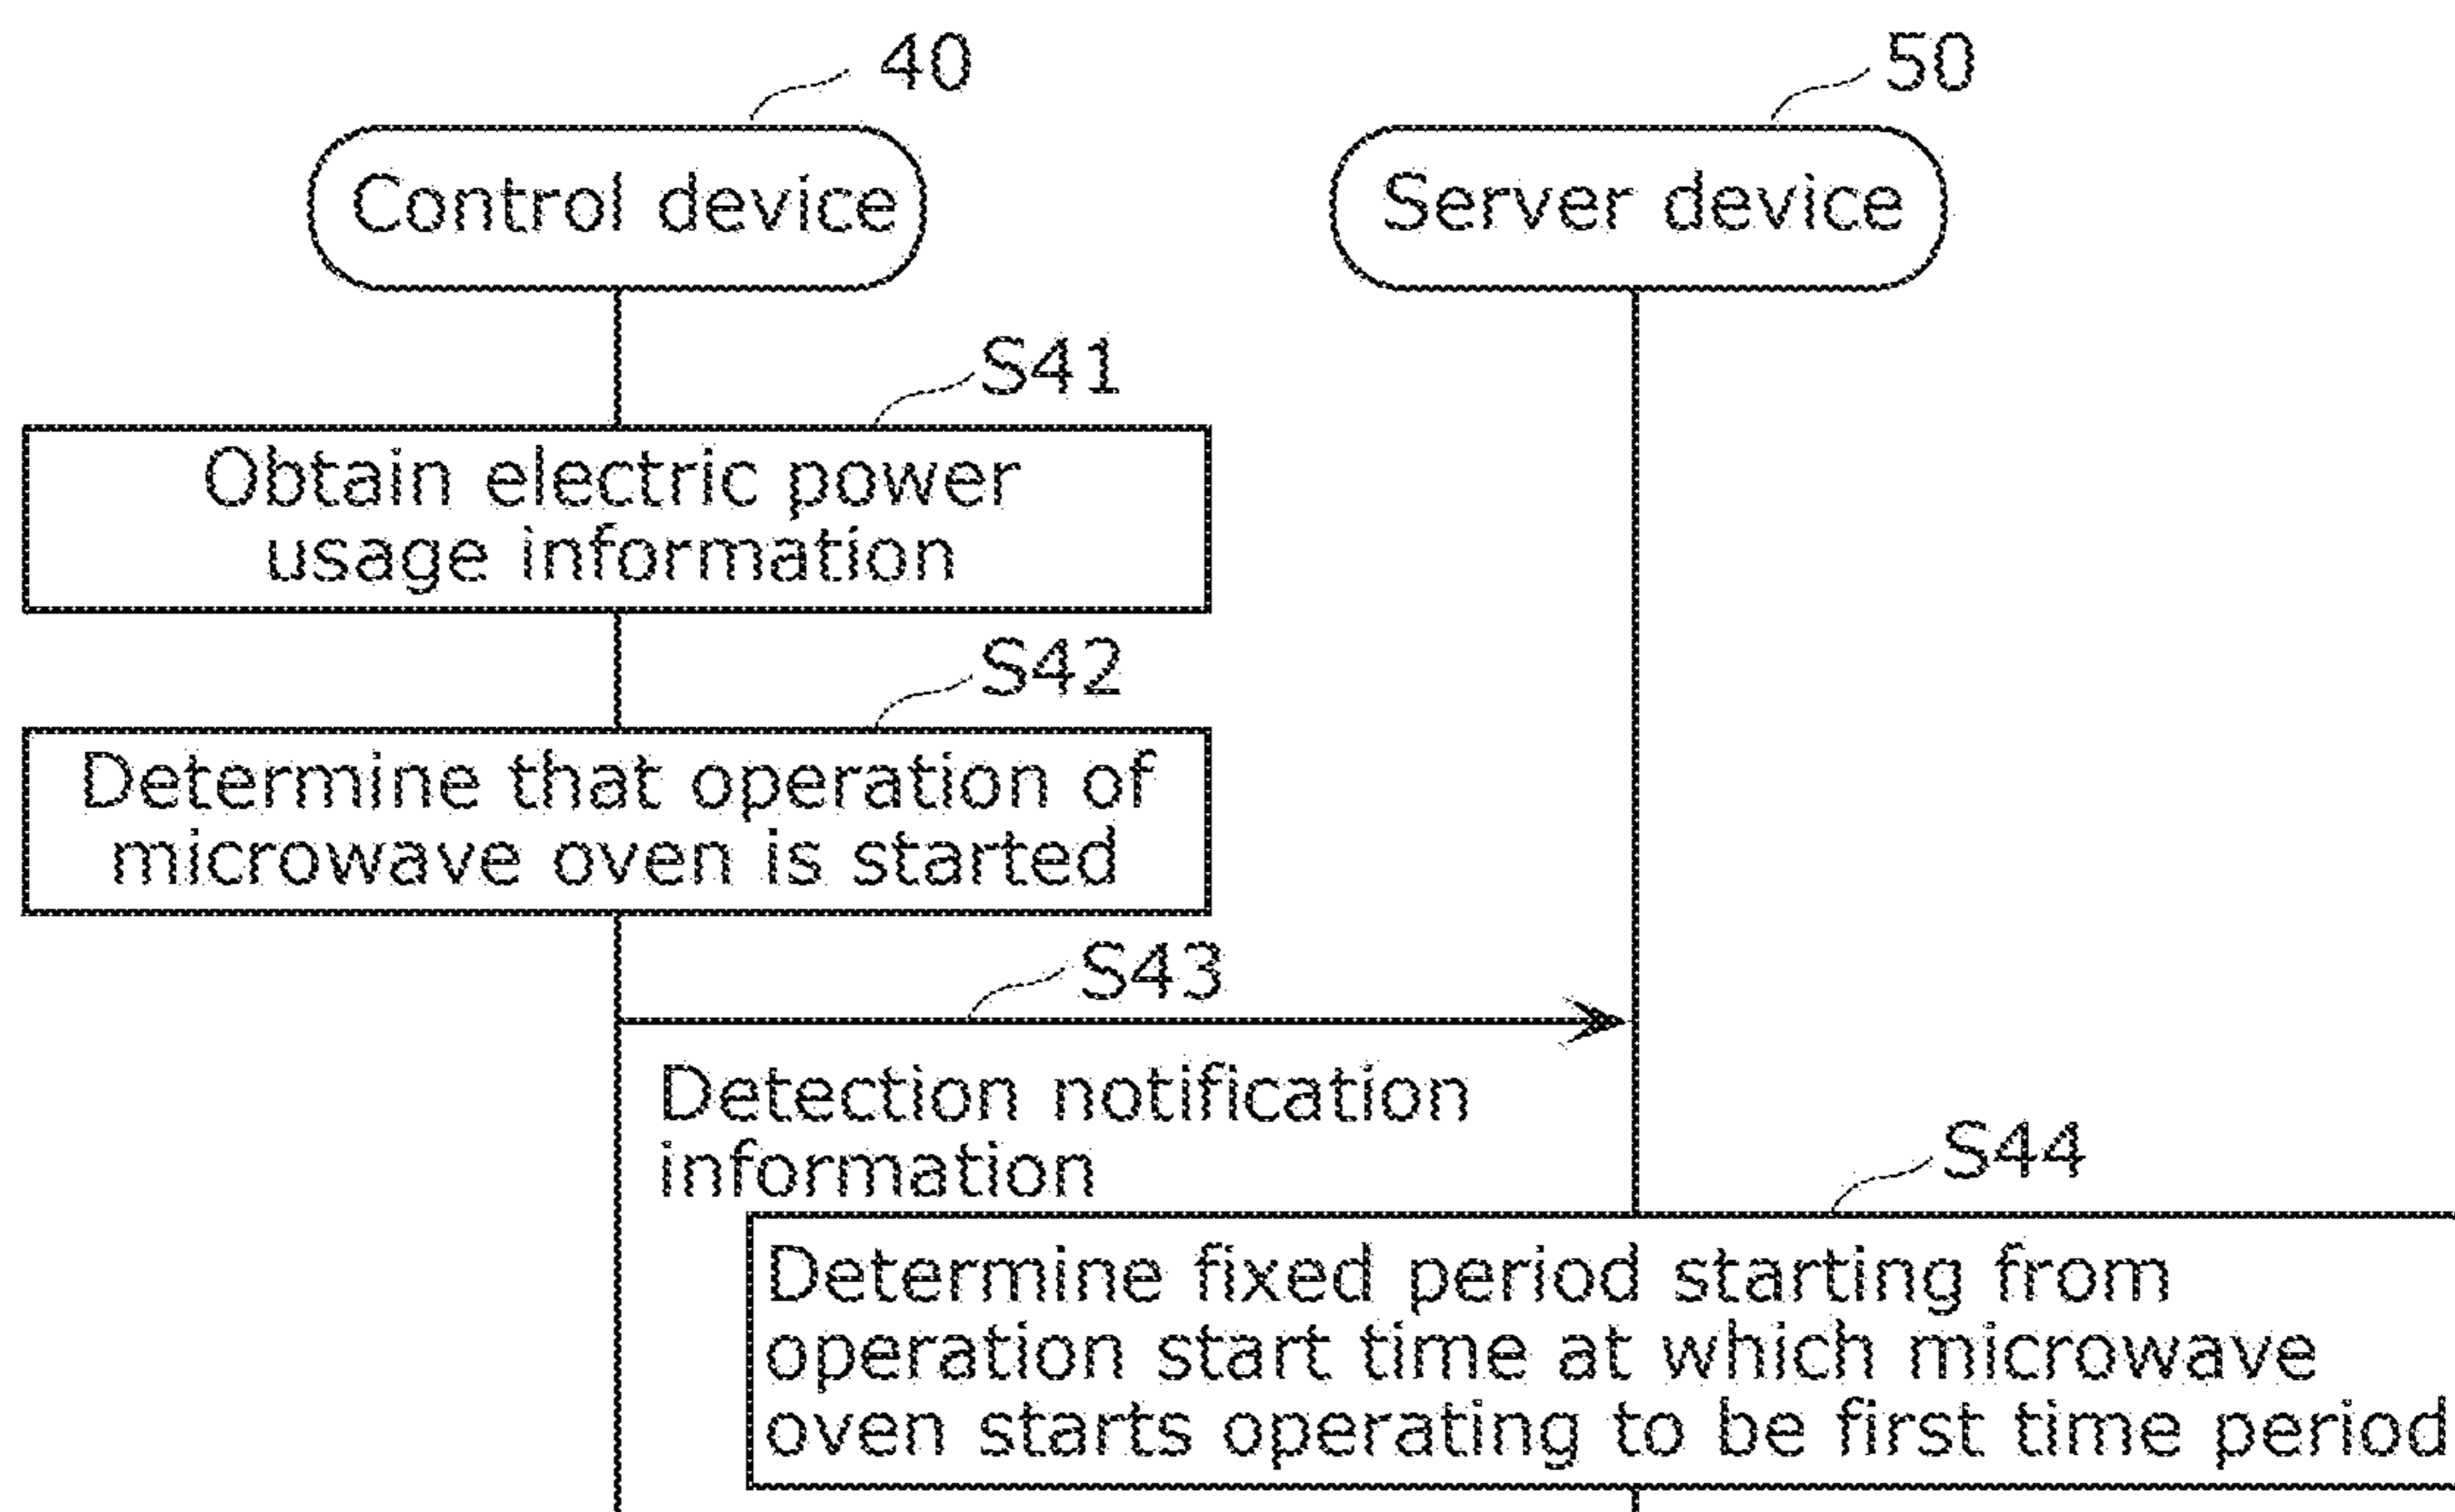 40
50
Control device
Server device
S41
Obtain electric power
usage information
S42
Determine that operation of
microwave oven is started
S43
Detection notification
information
S44
Determine fixed period starting from
operation start time at which microwave
oven starts operating to be first time period